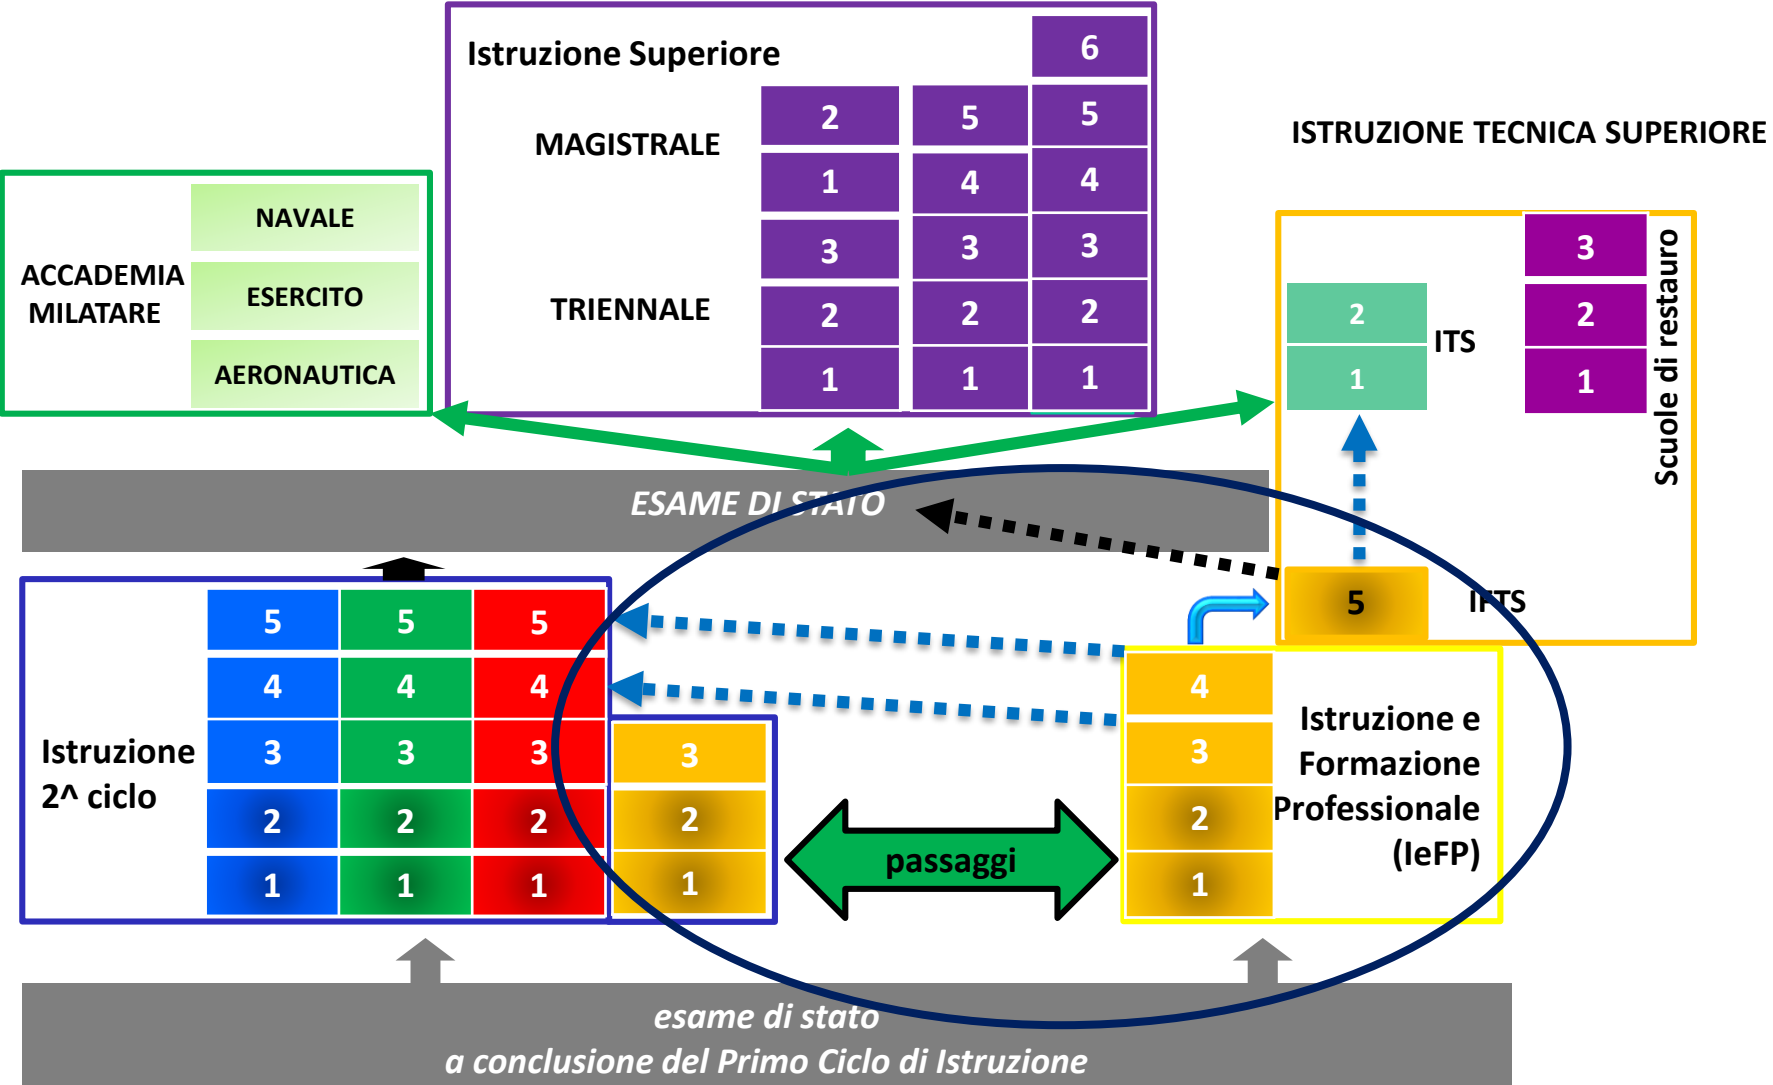 Istruzione Superiore
6
2 5 5
MAGISTRALE
1 4 4
3 3 3
TRIENNALE
2 2 2
1 1 1
ACCADEMIA
MILATARE
NAVALE
ESERCITO
AERONAUTICA
ISTRUZIONE TECNICA SUPERIORE
3
2
1
Scuole di restauro
2
1
ITS
5
IFTS
ESAME DI STATO
Istruzione
2^ ciclo
5 5 5
4 4 4
3 3 3
2 2 2
1 1 1
3
2
1
passaggi
4
3
2
1
Istruzione e
Formazione
Professionale
(IeFP)
esame di stato
a conclusione del Primo Ciclo di Istruzione